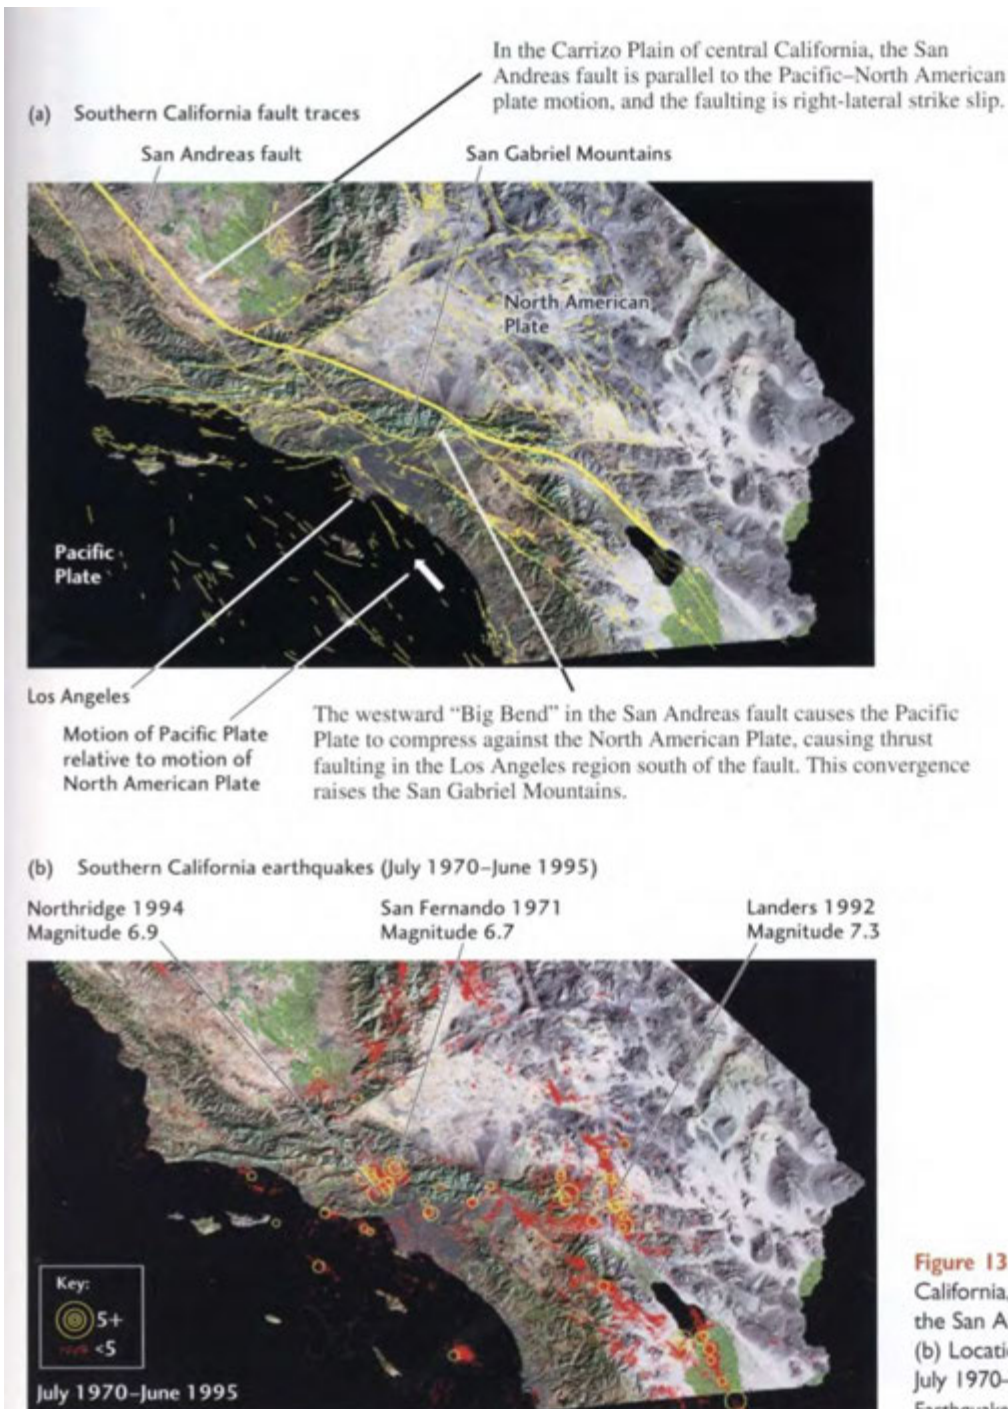 In the Carrizo Plain of central California, the San
Andreas fault is parallel to the Pacific–North American
plate motion, and the faulting is right-lateral strike slip.
(a) Southern California fault traces
San Andreas fault
San Gabriel Mountains
North American
Plate
Pacific
Plate
Los Angeles
Motion of Pacific Plate
relative to motion of
North American Plate
The westward “Big Bend” in the San Andreas fault causes the Pacific
Plate to compress against the North American Plate, causing thrust
faulting in the Los Angeles region south of the fault. This convergence
raises the San Gabriel Mountains.
(b) Southern California earthquakes (July 1970–June 1995)
Northridge 1994
Magnitude 6.9
San Fernando 1971
Magnitude 6.7
Landers 1992
Magnitude 7.3
Key:
5+
<5
July 1970–June 1995
Figure 13
California,
the San A
(b) Locatio
July 1970–
Earthquake